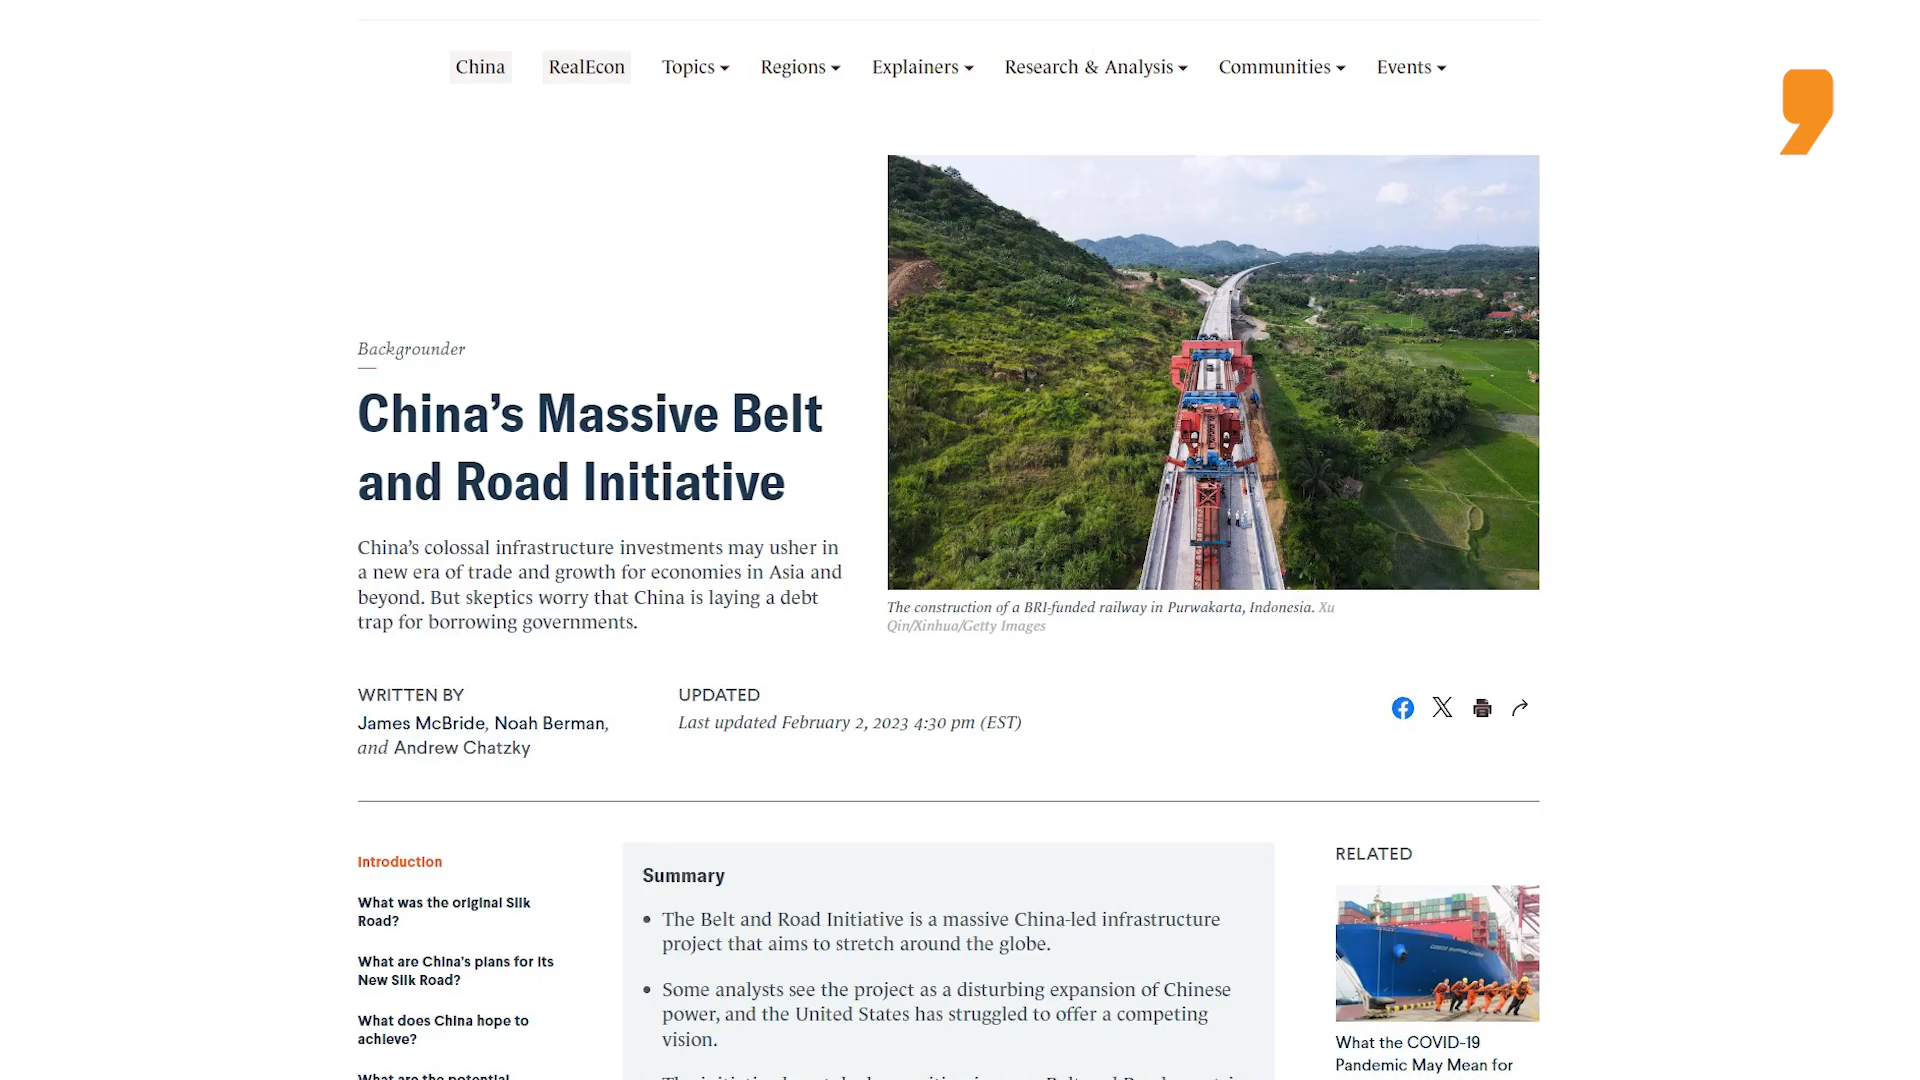 China
RealEcon
Topics
Regions
Explainers
Research & Analysis
Communities
Events
Backgrounder
China's Massive Belt
and Road Initiative
China's colossal infrastructure investments may usher in
a new era of trade and growth for economies in Asia and
beyond. But skeptics worry that China is laying a debt
trap for borrowing governments.
The construction of a BRI-funded railway in Purwakarta, Indonesia. Xu
Qin/Xinhua/Getty Images
WRITTEN BY
James McBride, Noah Berman,
and Andrew Chatzky
UPDATED
Last updated February 2, 2023 4:30 pm (EST)
Introduction
What was the original Silk
Road?
What are China's plans for its
New Silk Road?
What does China hope to
achieve?
What are the potential
Summary
• The Belt and Road Initiative is a massive China-led infrastructure
project that aims to stretch around the globe.
• Some analysts see the project as a disturbing expansion of Chinese
power, and the United States has struggled to offer a competing
vision.
RELATED
What the COVID-19
Pandemic May Mean for